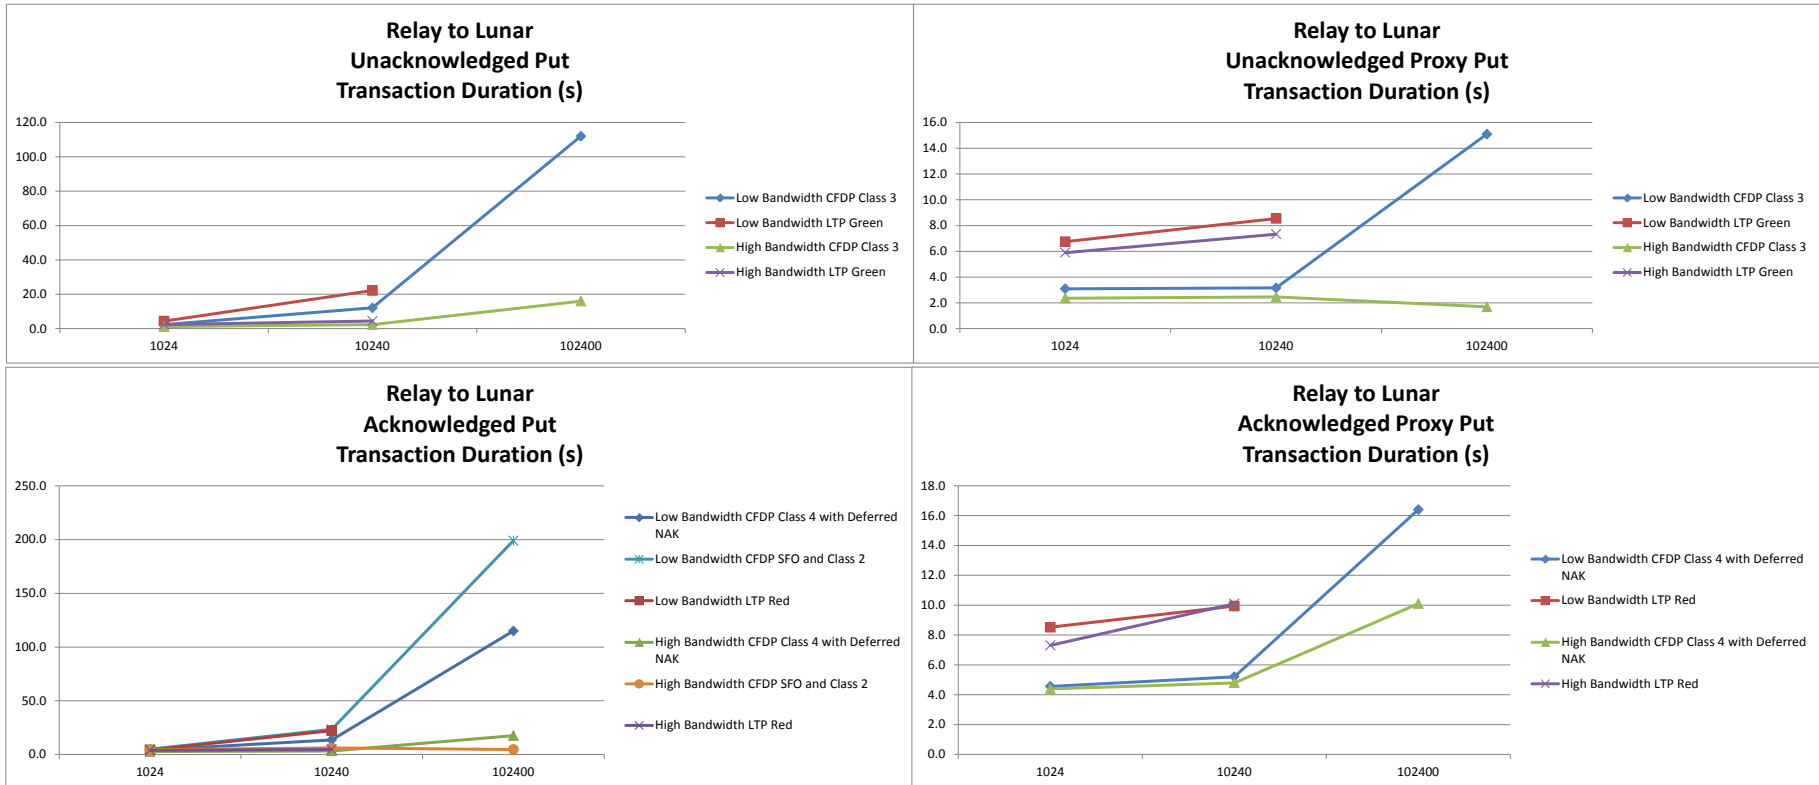 Relay to Lunar
Unacknowledged Put
Transaction Duration (s)
120.0
100.0
80.0
60.0
40.0
20.0
0.0
1024
10240
102400
Low Bandwidth CFDP Class 3
Low Bandwidth LTP Green
High Bandwidth CFDP Class 3
High Bandwidth LTP Green
Relay to Lunar
Unacknowledged Proxy Put
Transaction Duration (s)
16.0
14.0
12.0
10.0
8.0
6.0
4.0
2.0
0.0
1024
10240
102400
Low Bandwidth CFDP Class 3
Low Bandwidth LTP Green
High Bandwidth CFDP Class 3
High Bandwidth LTP Green
Relay to Lunar
Acknowledged Put
Transaction Duration (s)
250.0
200.0
150.0
100.0
50.0
0.0
1024
10240
102400
Low Bandwidth CFDP Class 4 with Deferred
NAK
Low Bandwidth CFDP SFO and Class 2
Low Bandwidth LTP Red
High Bandwidth CFDP Class 4 with Deferred
NAK
High Bandwidth CFDP SFO and Class 2
High Bandwidth LTP Red
Relay to Lunar
Acknowledged Proxy Put
Transaction Duration (s)
18.0
16.0
14.0
12.0
10.0
8.0
6.0
4.0
2.0
0.0
1024
10240
102400
Low Bandwidth CFDP Class 4 with Deferred
NAK
Low Bandwidth LTP Red
High Bandwidth CFDP Class 4 with Deferred
NAK
High Bandwidth LTP Red